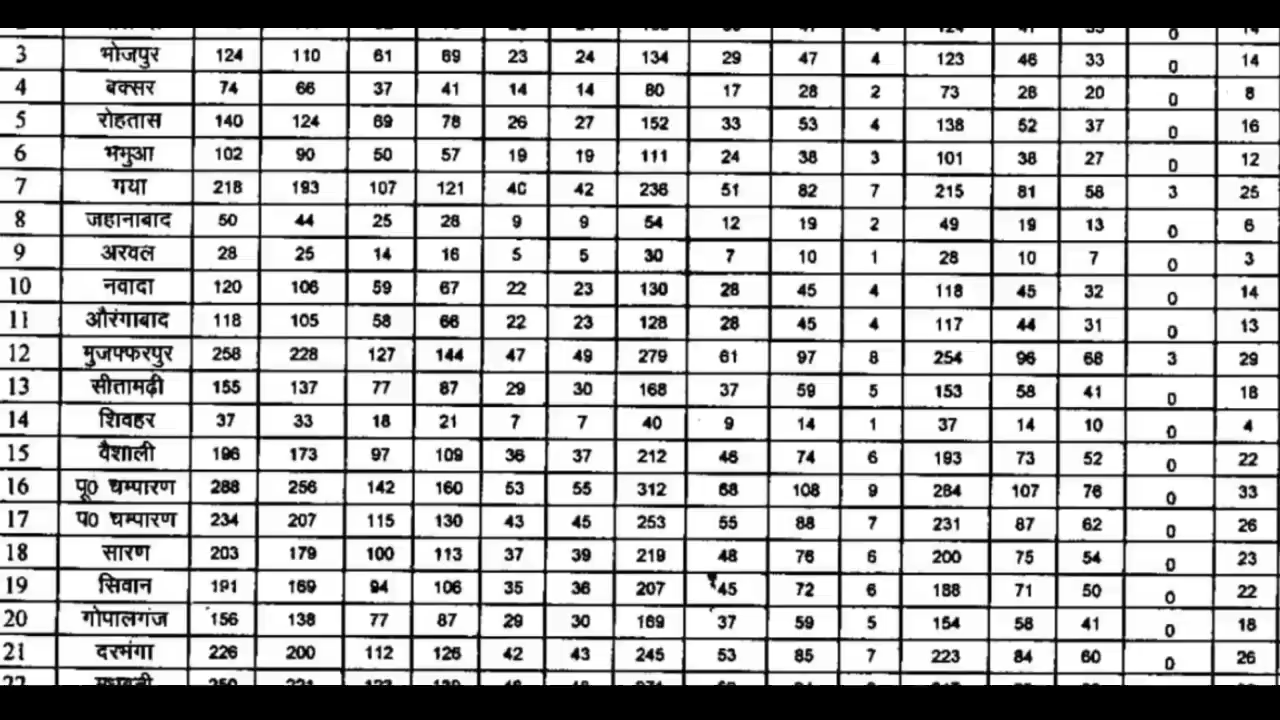 3 भोजपुर 124 110 61 69 23 24 134 29 47 4 123 46 33 0 14
4 बक्सर 74 66 37 41 14 14 80 17 28 2 73 28 20 0 8
5 रोहतास 140 124 69 78 26 27 152 33 53 4 138 52 37 0 16
6 भभुआ 102 90 50 57 19 19 111 24 38 3 101 38 27 0 12
7 गया 218 193 107 121 40 42 236 51 82 7 215 81 58 3 25
8 जहानाबाद 50 44 25 28 9 9 54 12 19 2 49 19 13 0 6
9 अरवल 28 25 14 16 5 5 30 7 10 1 28 10 7 0 3
10 नवादा 120 106 59 67 22 23 130 28 45 4 118 45 32 0 14
11 औरंगाबाद 118 105 58 66 22 23 128 28 45 4 117 44 31 0 13
12 मुजफ्फरपुर 258 228 127 144 47 49 279 61 97 8 254 96 68 3 29
13 सीतामढ़ी 155 137 77 87 29 30 168 37 59 5 153 58 41 0 18
14 शिवहर 37 33 18 21 7 7 40 9 14 1 37 14 10 0 4
15 वैशाली 196 173 97 109 36 37 212 46 74 6 193 73 52 0 22
16 पू0 चम्पारण 288 256 142 160 53 55 312 68 108 9 284 107 76 0 33
17 प0 चम्पारण 234 207 115 130 43 45 253 55 88 7 231 87 62 0 26
18 सारण 203 179 100 113 37 39 219 48 76 6 200 75 54 0 23
19 सिवान 191 169 94 106 35 36 207 45 72 6 188 71 50 0 22
20 गोपालगंज 156 138 77 87 29 30 169 37 59 5 154 58 41 0 18
21 दरभंगा 226 200 112 126 42 43 245 53 85 7 223 84 60 0 26